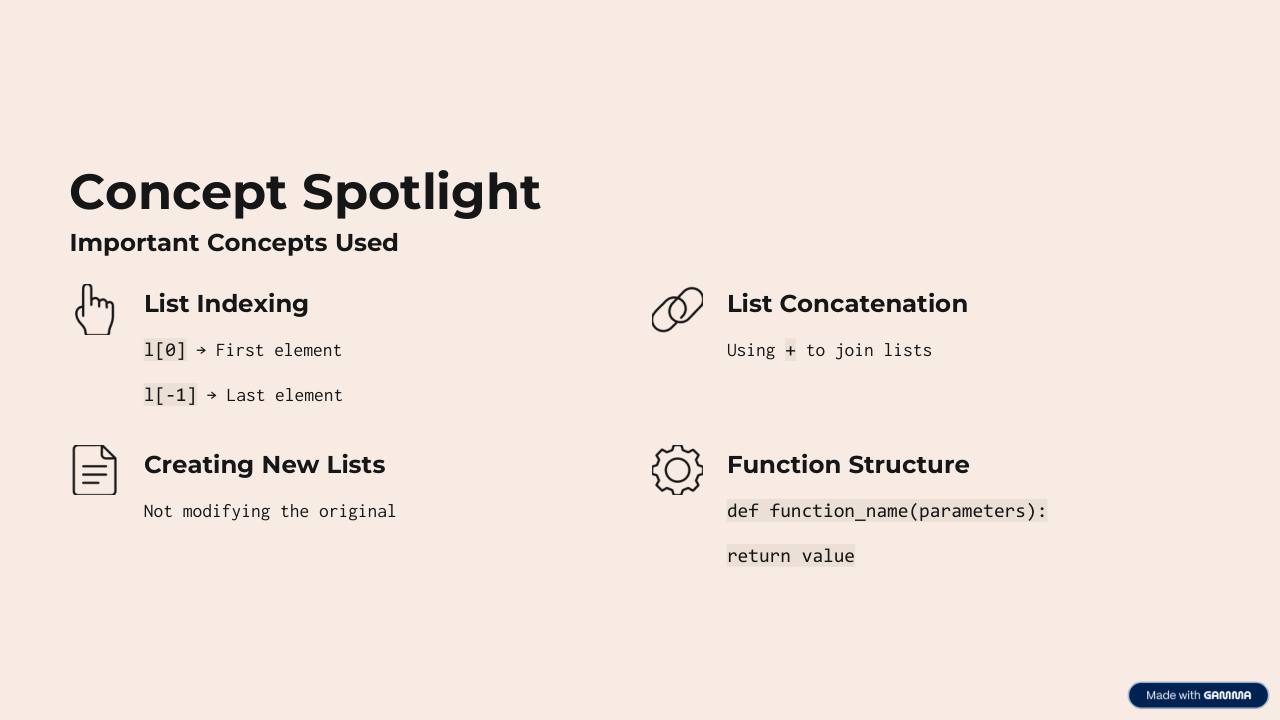 Concept Spotlight
Important Concepts Used
List Indexing
l[0] → First element
l[-1] → Last element
List Concatenation
Using + to join lists
Creating New Lists
Not modifying the original
Function Structure
def function_name(parameters):
return value
Made with GAMMA